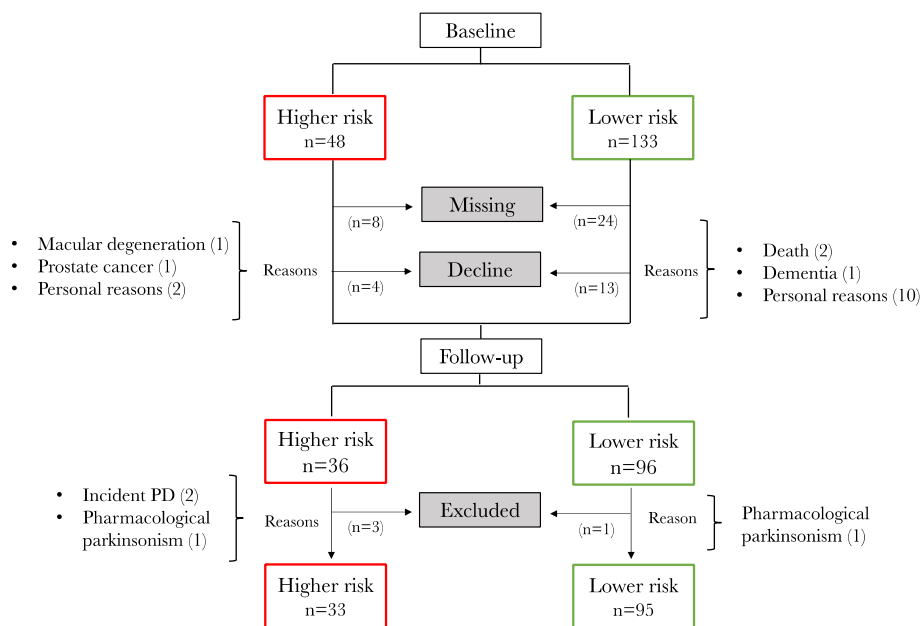 Baseline
Higher risk
n=48
Lower risk
n=133
Missing
(n=8)
(n=24)
• Macular degeneration (1)
• Prostate cancer (1)
• Personal reasons (2)
Reasons
Decline
(n=4)
(n=13)
Reasons
• Death (2)
• Dementia (1)
• Personal reasons (10)
Follow-up
Higher risk
n=36
Lower risk
n=96
• Incident PD (2)
• Pharmacological
parkinsonism (1)
Reasons
(n=3)
Excluded
(n=1)
Reason
Pharmacological
parkinsonism (1)
Higher risk
n=33
Lower risk
n=95